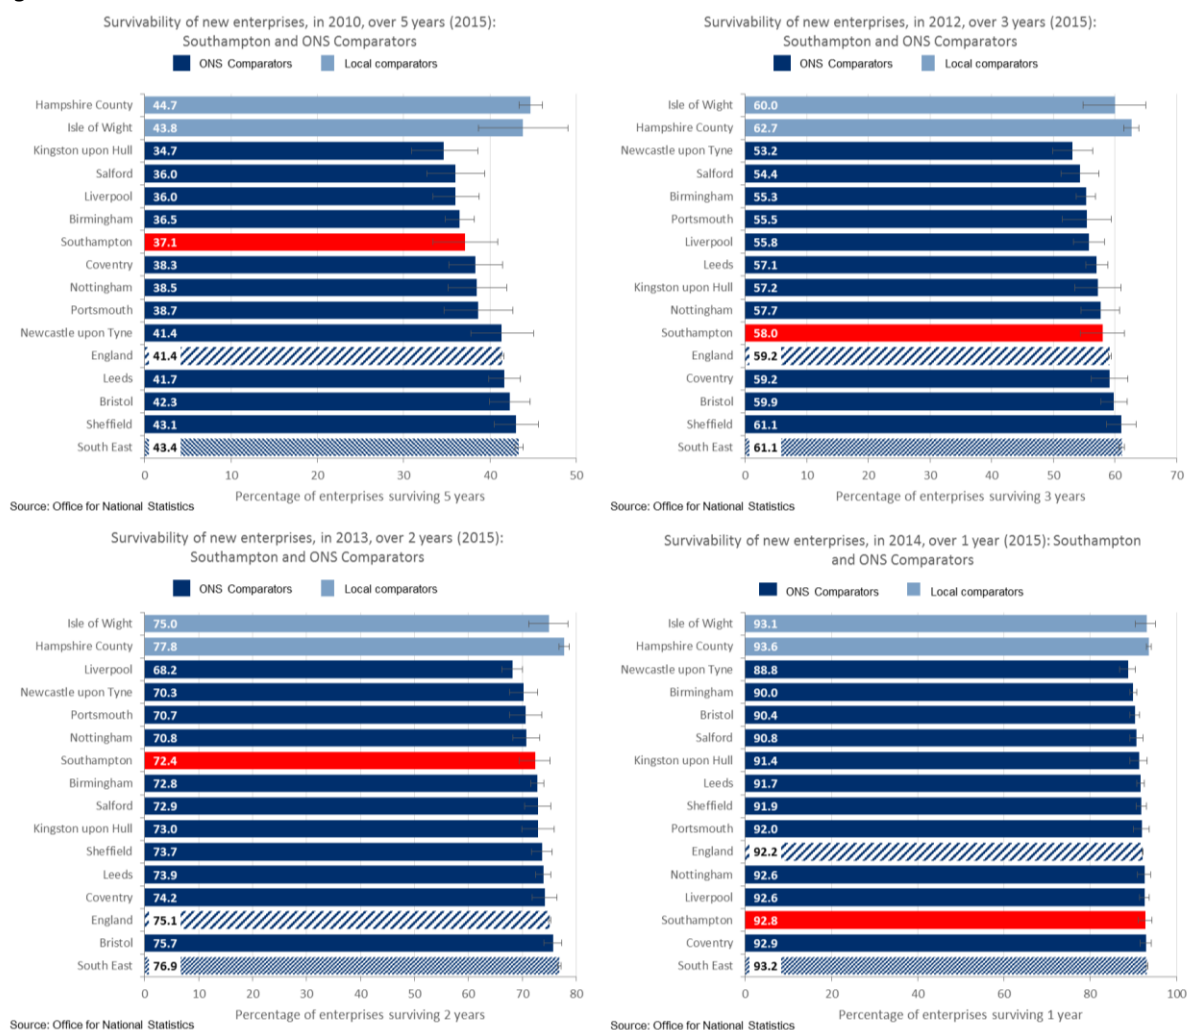 Survivability of new enterprises, in 2010, over 5 years (2015):
Southampton and ONS Comparators
ONS Comparators Local comparators
Hampshire County 44.7
Isle of Wight 43.8
Kingston upon Hull 34.7
Salford 36.0
Liverpool 36.0
Birmingham 36.5
Southampton 37.1
Coventry 38.3
Nottingham 38.5
Portsmouth 38.7
Newcastle upon Tyne 41.4
England 41.4
Leeds 41.7
Bristol 42.3
Sheffield 43.1
South East 43.4
0 10 20 30 40 50
Percentage of enterprises surviving 5 years
Source: Office for National Statistics
Survivability of new enterprises, in 2012, over 3 years (2015):
Southampton and ONS Comparators
ONS Comparators Local comparators
Isle of Wight 60.0
Hampshire County 62.7
Newcastle upon Tyne 53.2
Salford 54.4
Birmingham 55.3
Portsmouth 55.5
Liverpool 55.8
Leeds 57.1
Kingston upon Hull 57.2
Nottingham 57.7
Southampton 58.0
England 59.2
Coventry 59.2
Bristol 59.9
Sheffield 61.1
South East 61.1
0 10 20 30 40 50 60 70
Percentage of enterprises surviving 3 years
Source: Office for National Statistics
Survivability of new enterprises, in 2013, over 2 years (2015):
Southampton and ONS Comparators
ONS Comparators Local comparators
Isle of Wight 75.0
Hampshire County 77.8
Liverpool 68.2
Newcastle upon Tyne 70.3
Portsmouth 70.7
Nottingham 70.8
Southampton 72.4
Birmingham 72.8
Salford 72.9
Kingston upon Hull 73.0
Sheffield 73.7
Leeds 73.9
Coventry 74.2
England 75.1
Bristol 75.7
South East 76.9
0 10 20 30 40 50 60 70 80
Percentage of enterprises surviving 2 years
Source: Office for National Statistics
Survivability of new enterprises, in 2014, over 1 year (2015): Southampton
and ONS Comparators
ONS Comparators Local comparators
Isle of Wight 93.1
Hampshire County 93.6
Newcastle upon Tyne 88.8
Birmingham 90.0
Bristol 90.4
Salford 90.8
Kingston upon Hull 91.4
Leeds 91.7
Sheffield 91.9
Portsmouth 92.0
England 92.2
Nottingham 92.6
Liverpool 92.6
Southampton 92.8
Coventry 92.9
South East 93.2
0 20 40 60 80 100
Percentage of enterprises surviving 1 year
Source: Office for National Statistics